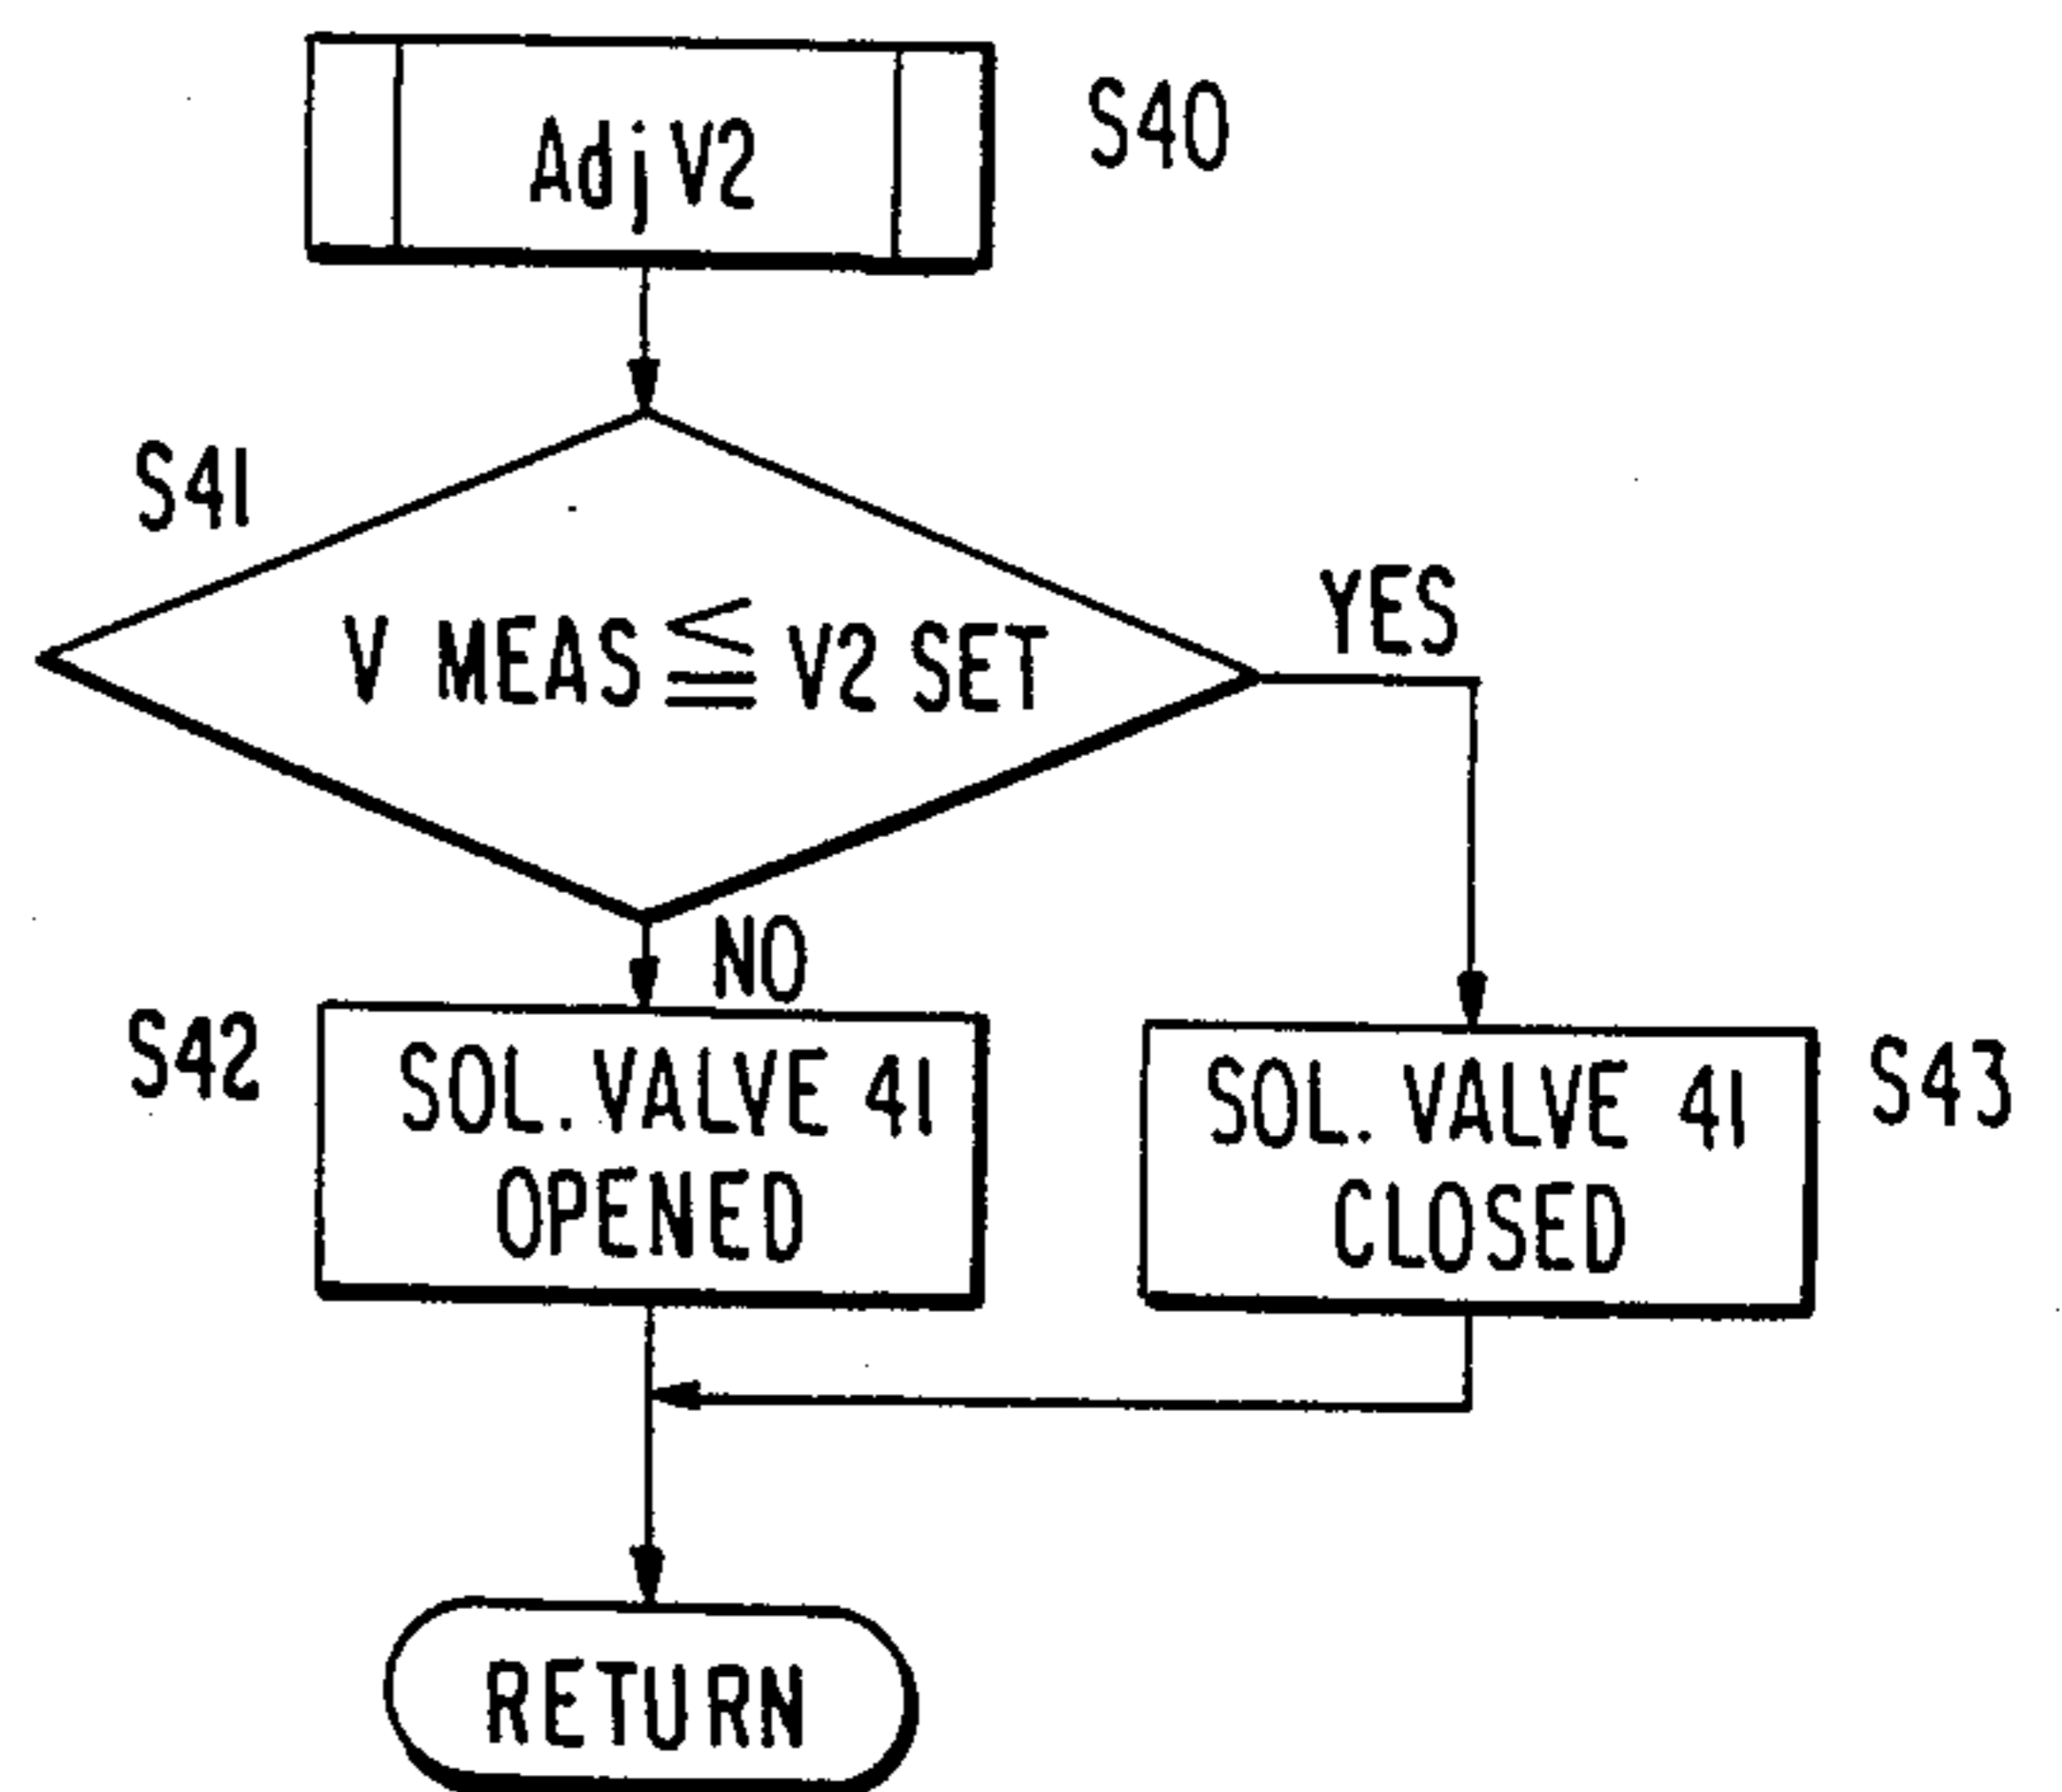 Adj V2
S40
S41
V MEAS ≦ V2 SET
YES
NO
S42
SOL. VALVE 41
OPENED
SOL. VALVE 41
CLOSED
S43
RETURN